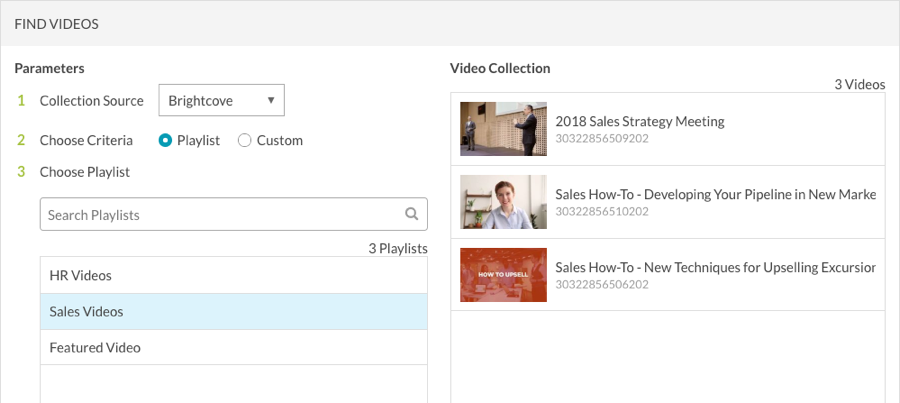 FIND VIDEOS
Parameters
1 Collection Source Brightcove
2 Choose Criteria Playlist Custom
3 Choose Playlist
Search Playlists
3 Playlists
HR Videos
Sales Videos
Featured Video
Video Collection
3 Videos
2018 Sales Strategy Meeting
30322856509202
Sales How-To - Developing Your Pipeline in New Marke
30322856510202
HOW TO UPSELL
Sales How-To - New Techniques for Upselling Excursior
30322856506202